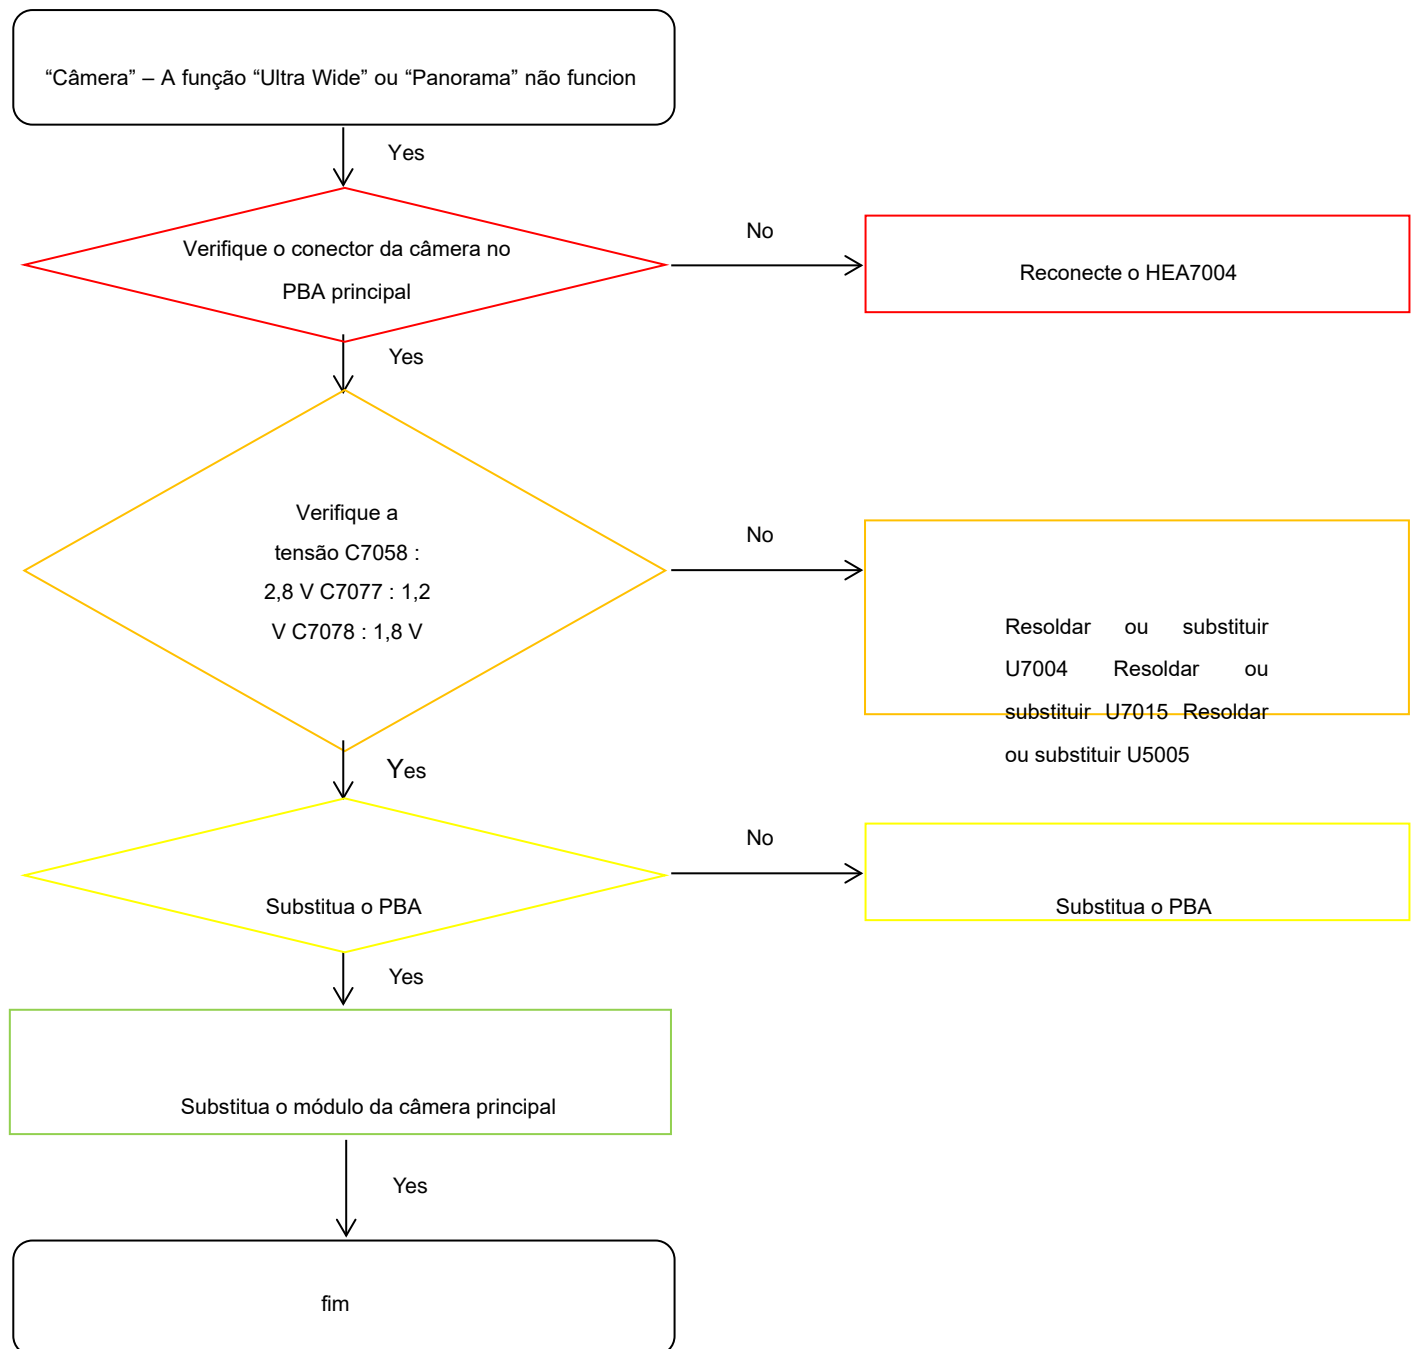 “Câmera” – A função “Ultra Wide” ou “Panorama” não funcion
Yes
Verifique o conector da câmera no
PBA principal
No
Reconecte o HEA7004
Yes
Verifique a
tensão C7058 :
2,8 V C7077 : 1,2
V C7078 : 1,8 V
No
Resoldar ou substituir
U7004 Resoldar ou
substituir U7015 Resoldar
ou substituir U5005
Yes
Substitua o PBA
No
Substitua o PBA
Yes
Substitua o módulo da câmera principal
Yes
fim